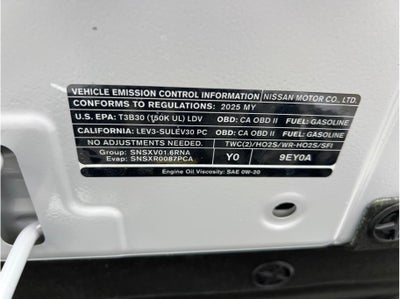 VEHICLE EMISSION CONTROL INFORMATION NISSAN MOTOR CO., LTD.
CONFORMS TO REGULATIONS: 2025 MY
U.S. EPA: T3B30 (150K UL) LDV OBD: CA OBD II FUEL: GASOLINE
CALIFORNIA: LEV3-SULEV30 PC OBD: CA OBD II FUEL: GASOLINE
NO ADJUSTMENTS NEEDED. TWC(2)/HO2S/WR-HO2S/SFI
Group: SNSXV01.6RNA
Evap: SNSXR0087PCA Y0 9EY0A
Engine Oil Viscosity: SAE 0W-20